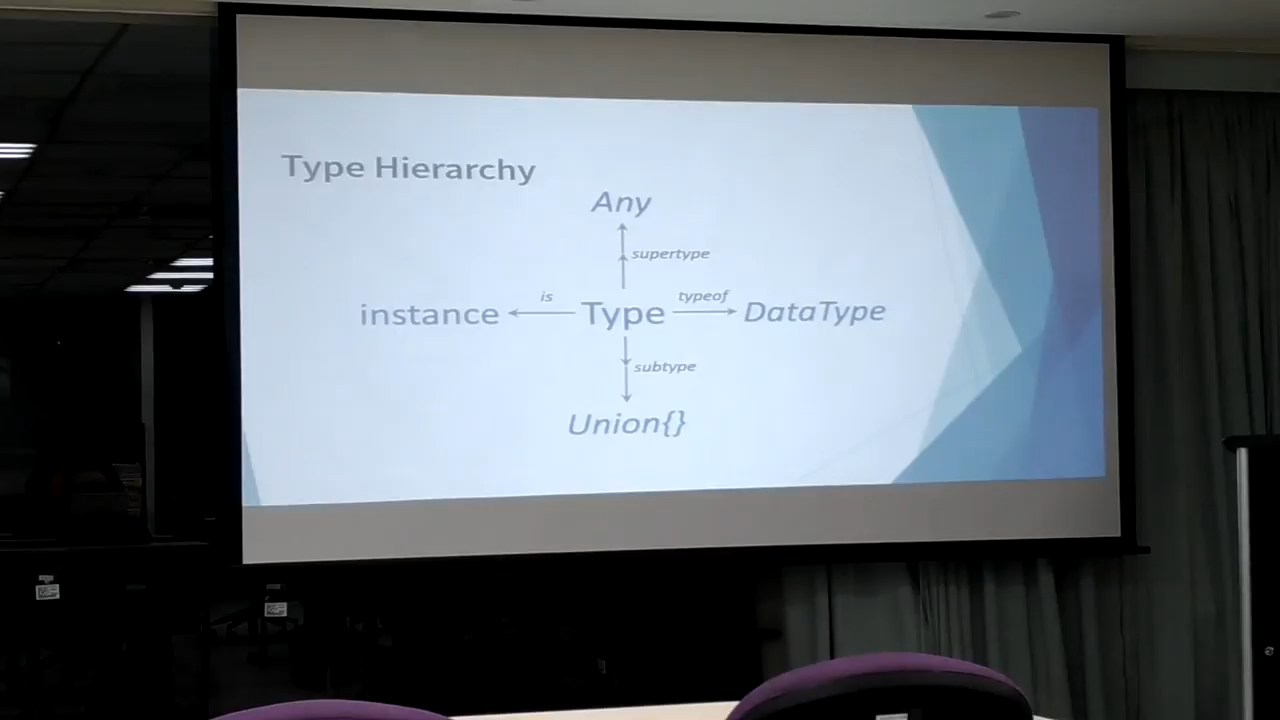 Type Hierarchy
Any
supertype
instance is Type typeof DataType
subtype
Union{}